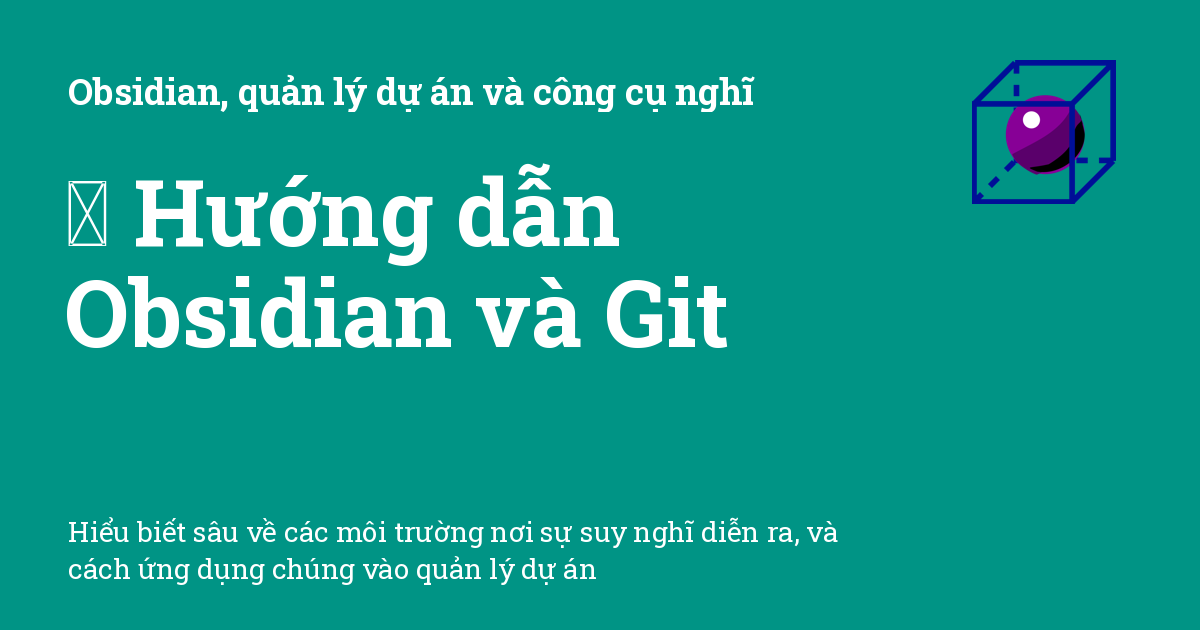 Obsidian, quản lý dự án và công cụ nghĩ
Hướng dẫn
Obsidian và Git
Hiểu biết sâu về các môi trường nơi sự suy nghĩ diễn ra, và
cách ứng dụng chúng vào quản lý dự án